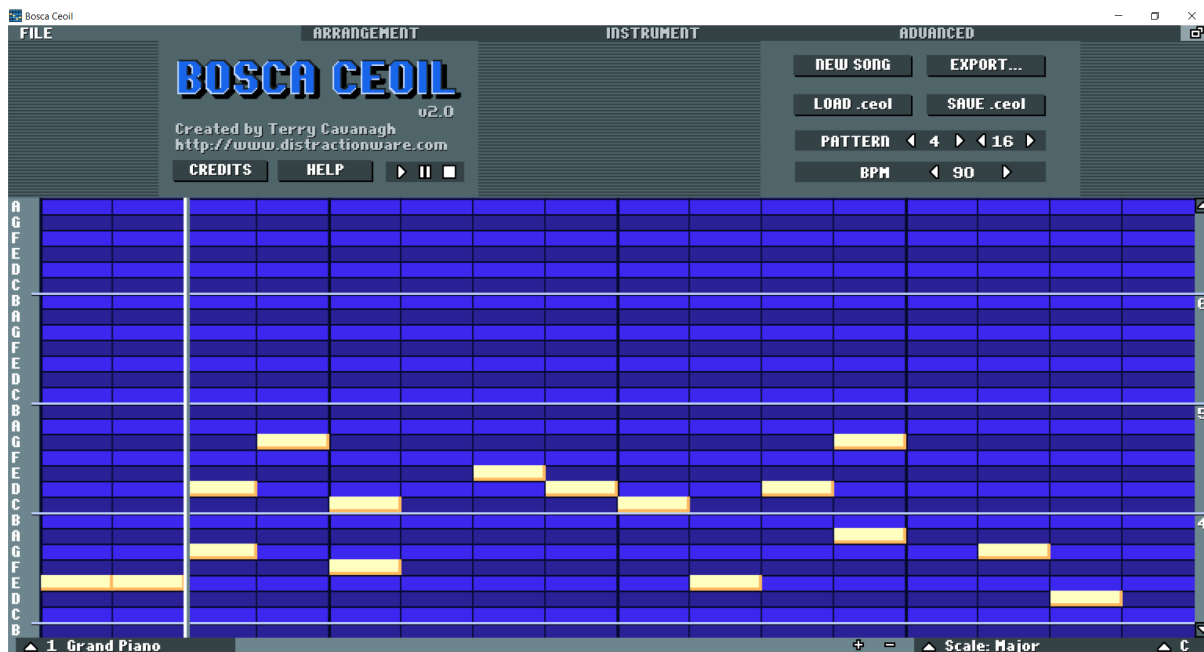 Bosca Ceoil
FILE ARRANGEMENT INSTRUMENT ADVANCED
BOSCA CEOIL
v2.0
Created by Terry Cavanagh
http://www.distractionware.com
CREDITS HELP
NEW SONG EXPORT...
LOAD .ceol SAVE .ceol
PATTERN 4 16
BPM 90
A
G
F
E
D
C
B 6
A
G
F
E
D
C
B 5
A
G
F
E
D
C
B 4
A
G
F
E
D
C
B
1 Grand Piano + - Scale: Major C